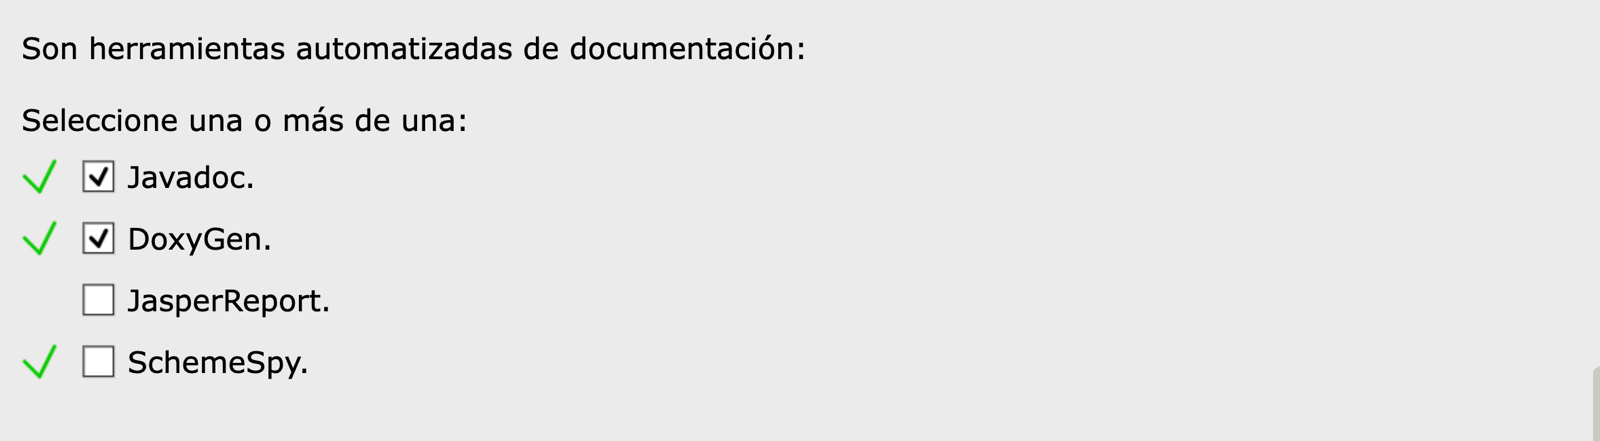 Son herramientas automatizadas de documentación:
Seleccione una o más de una:
Javadoc.
DoxyGen.
JasperReport.
SchemeSpy.